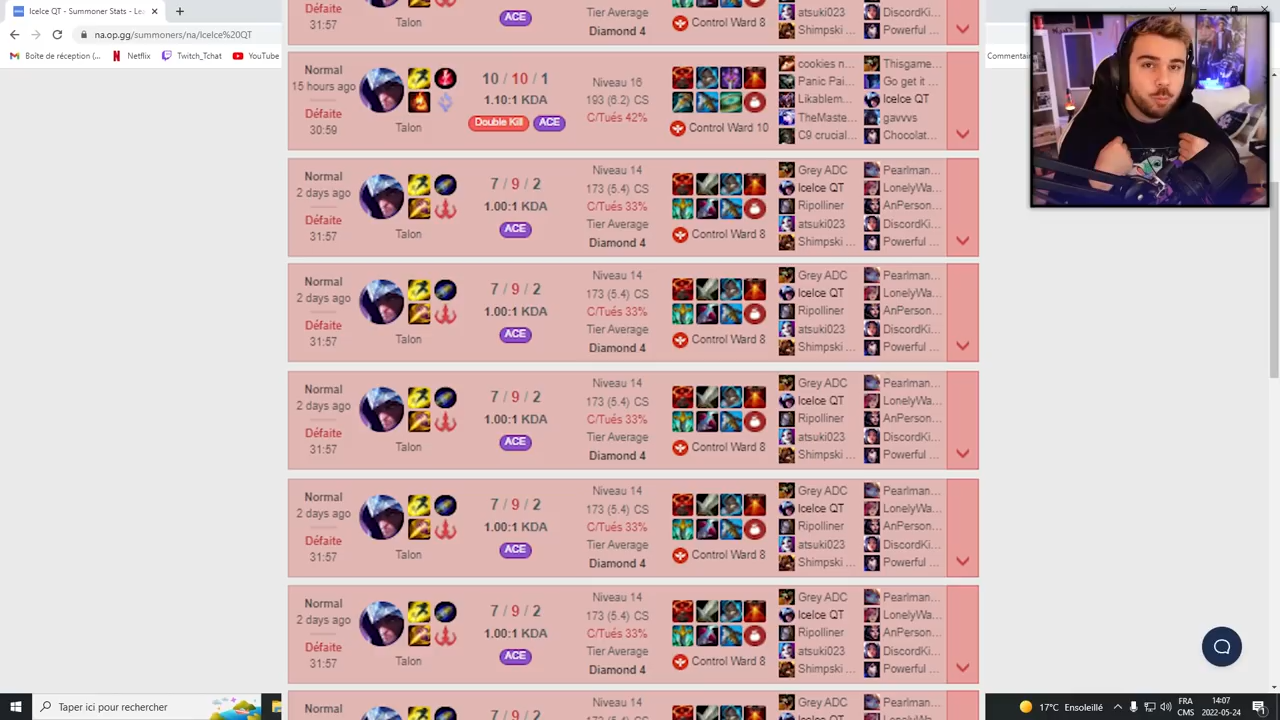 IceIce QT - Summoner Stats - Le
na.op.gg/summoners/na/IceIce%20QT
Boîte de réception (...
Netflix
Twitch_Tchat
YouTube
Commentair
Normal
Défaite
31:57
Talon
ACE
Tier Average
Diamond 4
Control Ward 8
atsuki023
Shimpski ...
DiscordKi...
Powerful ...
Normal
15 hours ago
Défaite
30:59
Talon
10 / 10 / 1
1.10:1 KDA
Double Kill
ACE
Niveau 16
193 (6.2) CS
C/Tués 42%
Control Ward 10
cookies n...
Panic Pai...
Likablem...
TheMaste...
C9 crucial...
Thisgame...
Go get it ...
IceIce QT
gavvvs
Chocolat...
Normal
2 days ago
Défaite
31:57
Talon
7 / 9 / 2
1.00:1 KDA
ACE
Niveau 14
173 (5.4) CS
C/Tués 33%
Tier Average
Diamond 4
Control Ward 8
Grey ADC
IceIce QT
Ripolliner
atsuki023
Shimpski ...
Pearlman...
LonelyWa...
AnPerson...
DiscordKi...
Powerful ...
Normal
2 days ago
Défaite
31:57
Talon
7 / 9 / 2
1.00:1 KDA
ACE
Niveau 14
173 (5.4) CS
C/Tués 33%
Tier Average
Diamond 4
Control Ward 8
Grey ADC
IceIce QT
Ripolliner
atsuki023
Shimpski ...
Pearlman...
LonelyWa...
AnPerson...
DiscordKi...
Powerful ...
Normal
2 days ago
Défaite
31:57
Talon
7 / 9 / 2
1.00:1 KDA
ACE
Niveau 14
173 (5.4) CS
C/Tués 33%
Tier Average
Diamond 4
Control Ward 8
Grey ADC
IceIce QT
Ripolliner
atsuki023
Shimpski ...
Pearlman...
LonelyWa...
AnPerson...
DiscordKi...
Powerful ...
Normal
2 days ago
Défaite
31:57
Talon
7 / 9 / 2
1.00:1 KDA
ACE
Niveau 14
173 (5.4) CS
C/Tués 33%
Tier Average
Diamond 4
Control Ward 8
Grey ADC
IceIce QT
Ripolliner
atsuki023
Shimpski ...
Pearlman...
LonelyWa...
AnPerson...
DiscordKi...
Powerful ...
Normal
2 days ago
Défaite
31:57
Talon
7 / 9 / 2
1.00:1 KDA
ACE
Niveau 14
173 (5.4) CS
C/Tués 33%
Tier Average
Diamond 4
Control Ward 8
Grey ADC
IceIce QT
Ripolliner
atsuki023
Shimpski ...
Pearlman...
LonelyWa...
AnPerson...
DiscordKi...
Powerful ...
Normal
Niveau 14
Grey ADC
Pearlman...
Taper ici pour rechercher
17°C Ensoleillé
FRA
CMS
14:07
2022-05-24